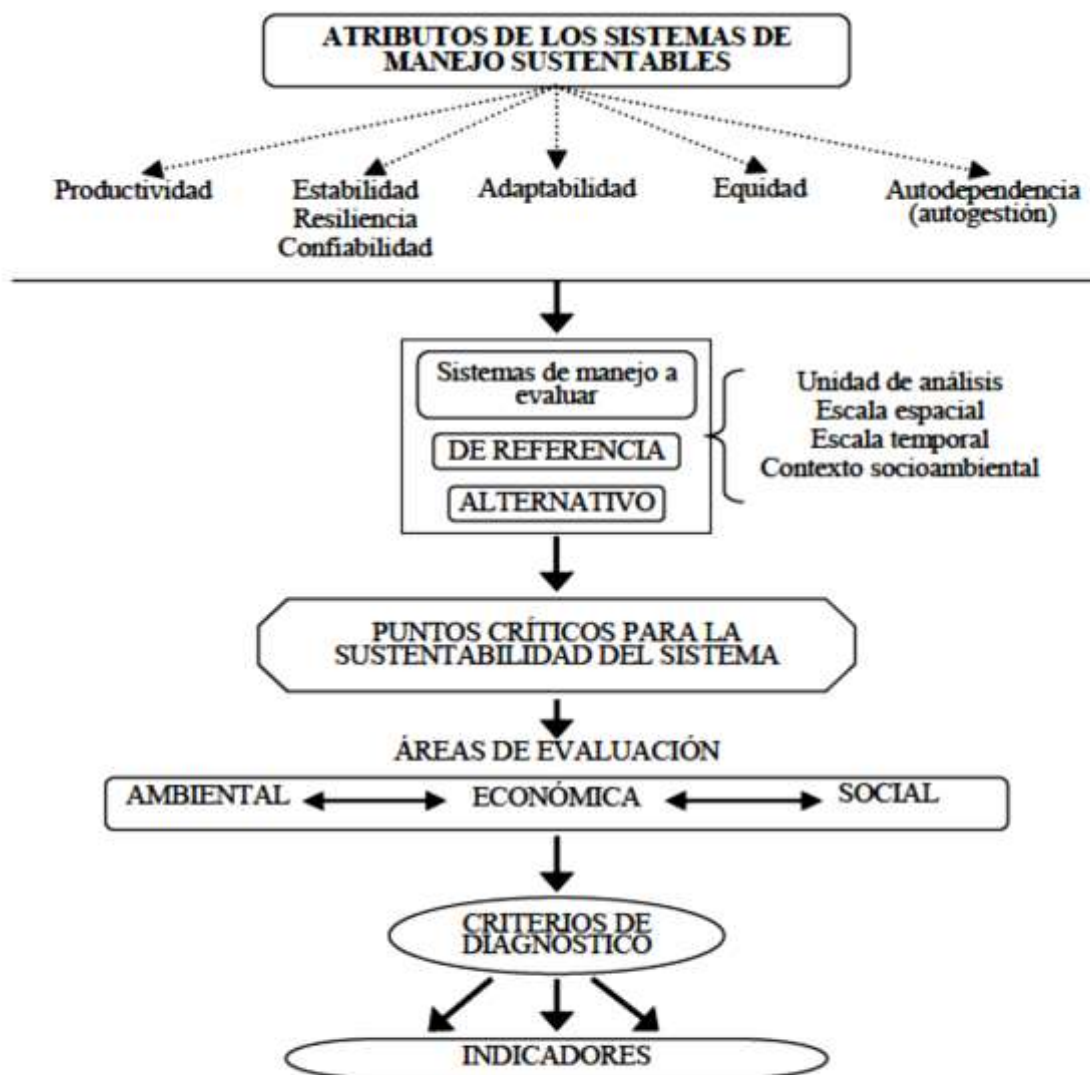 ATRIBUTOS DE LOS SISTEMAS DE
MANEJO SUSTENTABLES
Productividad
Estabilidad
Resiliencia
Confiabilidad
Adaptabilidad
Equidad
Autodependencia
(autogestión)
Sistemas de manejo a
evaluar
DE REFERENCIA
ALTERNATIVO
Unidad de análisis
Escala espacial
Escala temporal
Contexto socioambiental
PUNTOS CRÍTICOS PARA LA
SUSTENTABILIDAD DEL SISTEMA
ÁREAS DE EVALUACIÓN
AMBIENTAL
ECONÓMICA
SOCIAL
CRITERIOS DE
DIAGNÓSTICO
INDICADORES